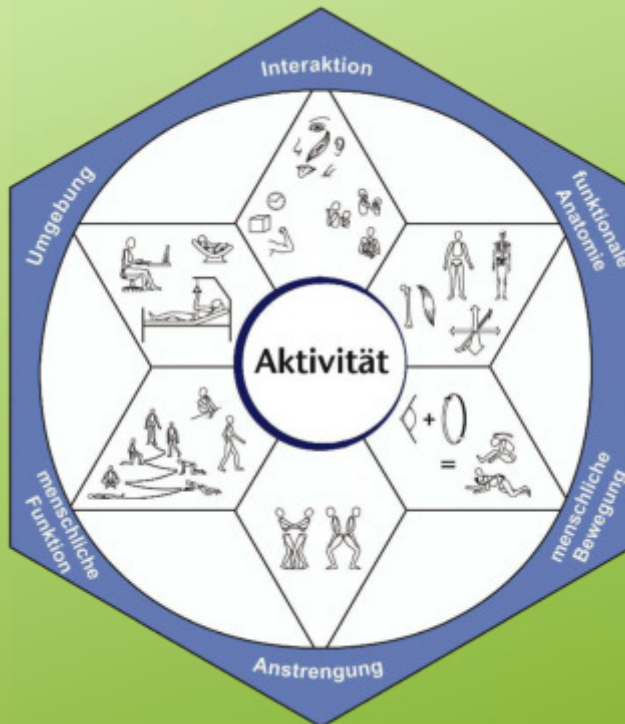 Interaktion
Umgebung
funktionale
Anatomie
Aktivität
+
=
menschliche
Funktion
menschliche
Bewegung
Anstrengung